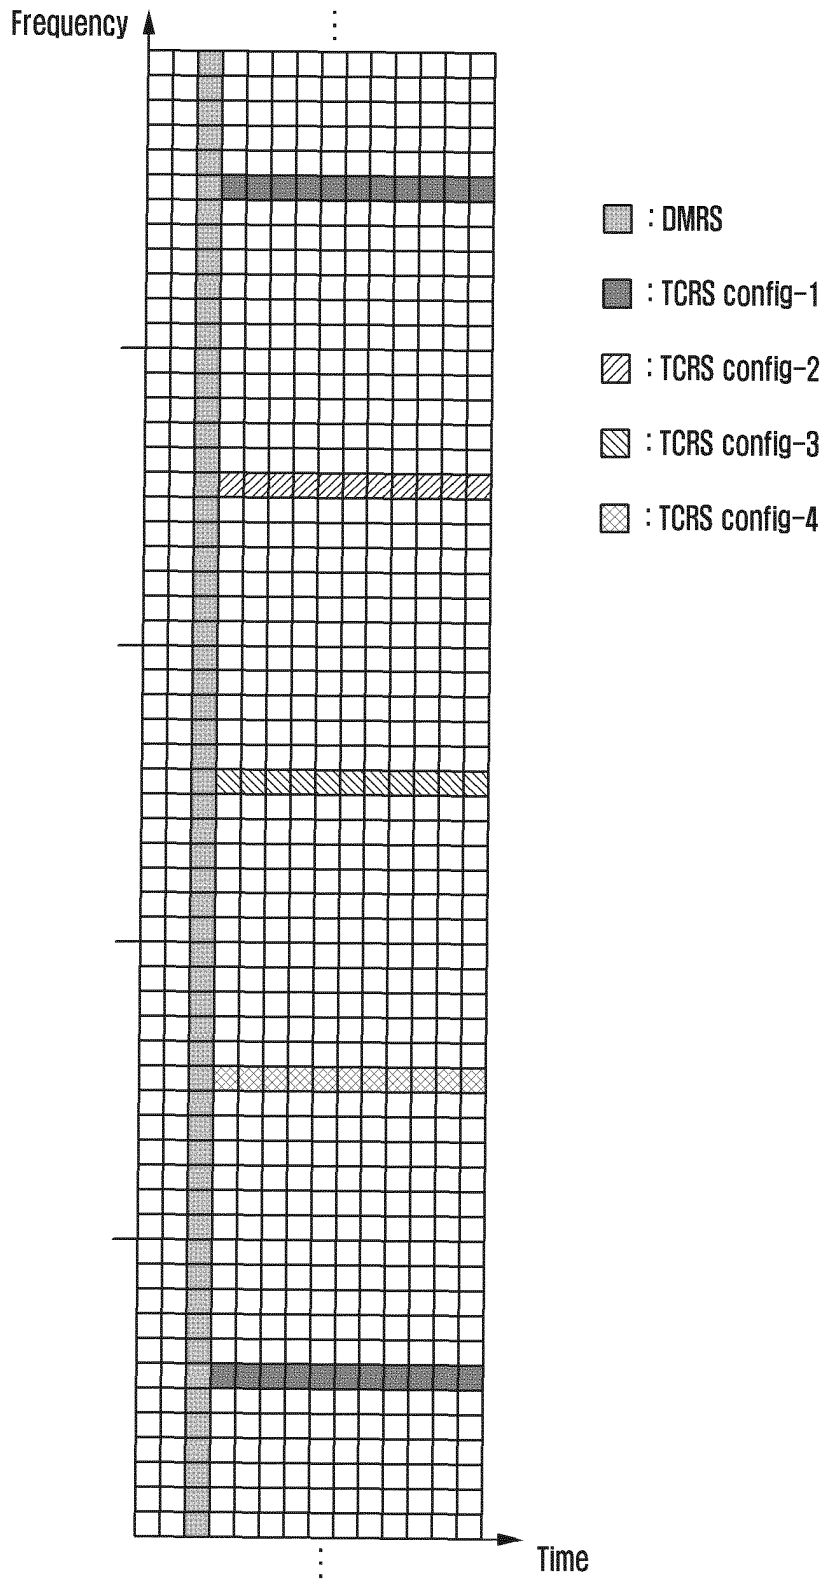 Frequency
: DMRS
: TCRS config-1
: TCRS config-2
: TCRS config-3
: TCRS config-4
Time